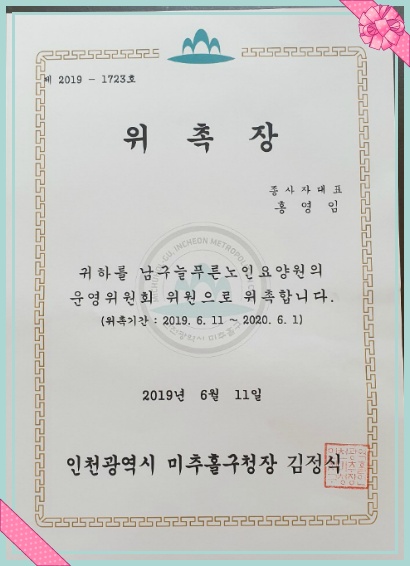 제 2019 - 1723호
위 촉 장
종사자대표
홍 영 임
귀하를 남구늘푸른노인요양원의
운영위원회 위원으로 위촉합니다.
(위촉기간 : 2019. 6. 11 ~ 2020. 6. 1)
2019년 6월 11일
인천광역시 미추홀구청장 김정식